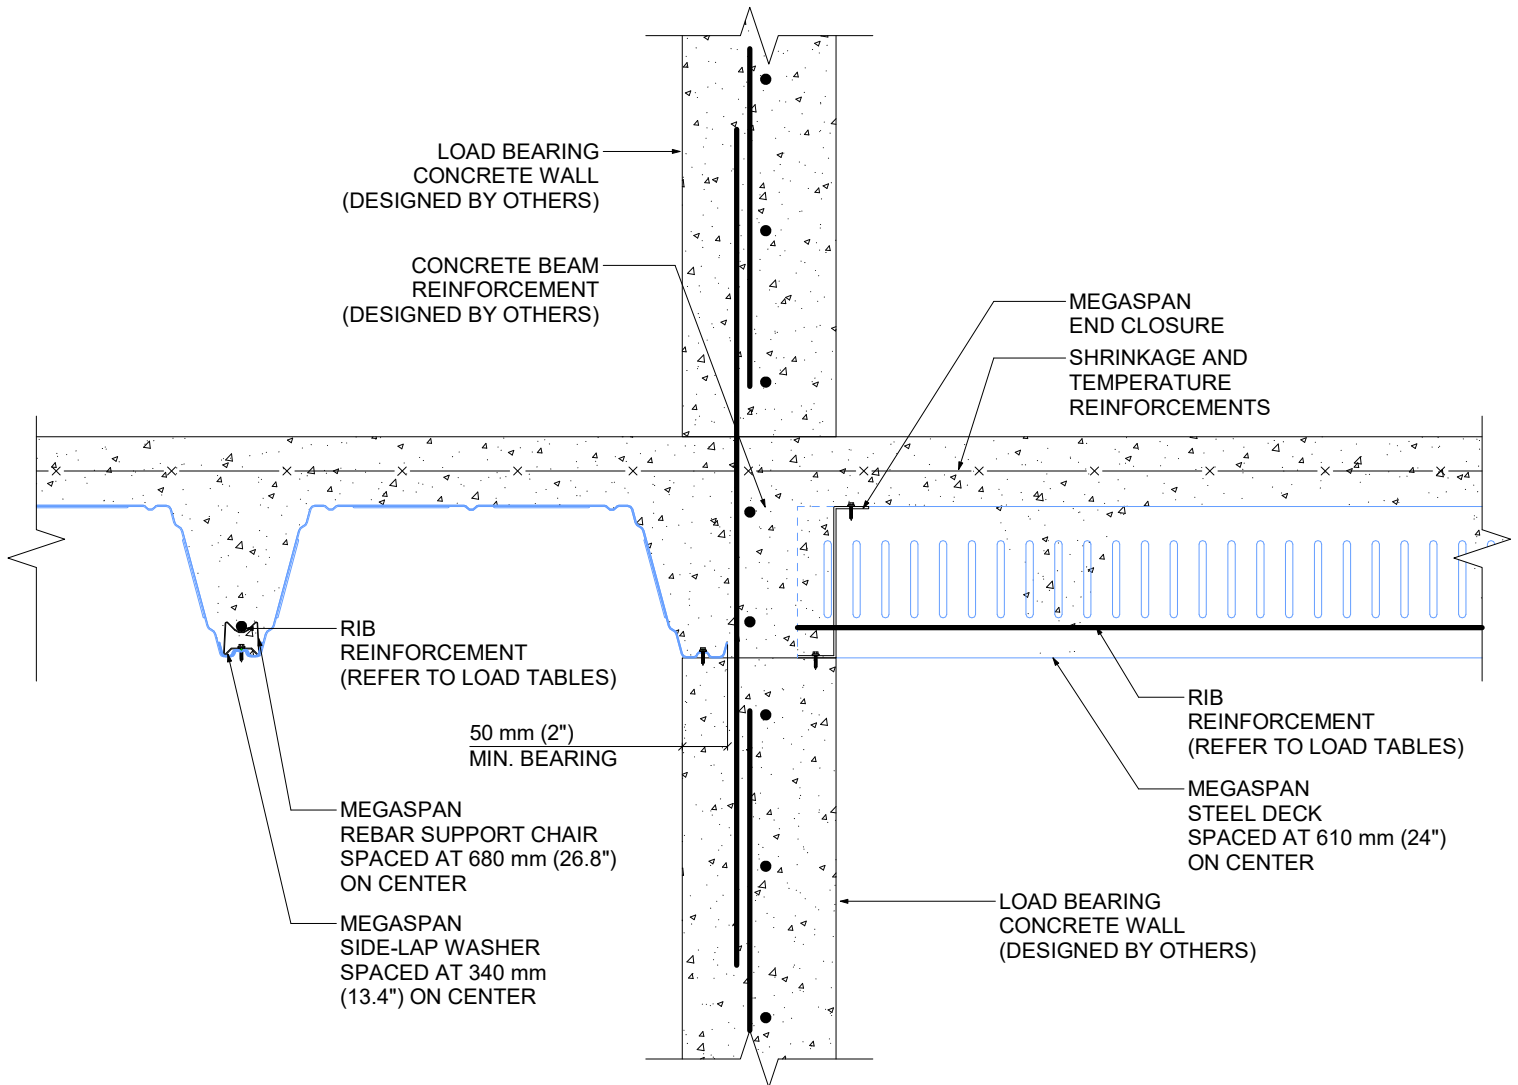 LOAD BEARING
CONCRETE WALL
(DESIGNED BY OTHERS)
CONCRETE BEAM
REINFORCEMENT
(DESIGNED BY OTHERS)
MEGASPAN
END CLOSURE
SHRINKAGE AND
TEMPERATURE
REINFORCEMENTS
RIB
REINFORCEMENT
(REFER TO LOAD TABLES)
50 mm (2")
MIN. BEARING
MEGASPAN
REBAR SUPPORT CHAIR
SPACED AT 680 mm (26.8")
ON CENTER
MEGASPAN
SIDE-LAP WASHER
SPACED AT 340 mm
(13.4") ON CENTER
RIB
REINFORCEMENT
(REFER TO LOAD TABLES)
MEGASPAN
STEEL DECK
SPACED AT 610 mm (24")
ON CENTER
LOAD BEARING
CONCRETE WALL
(DESIGNED BY OTHERS)